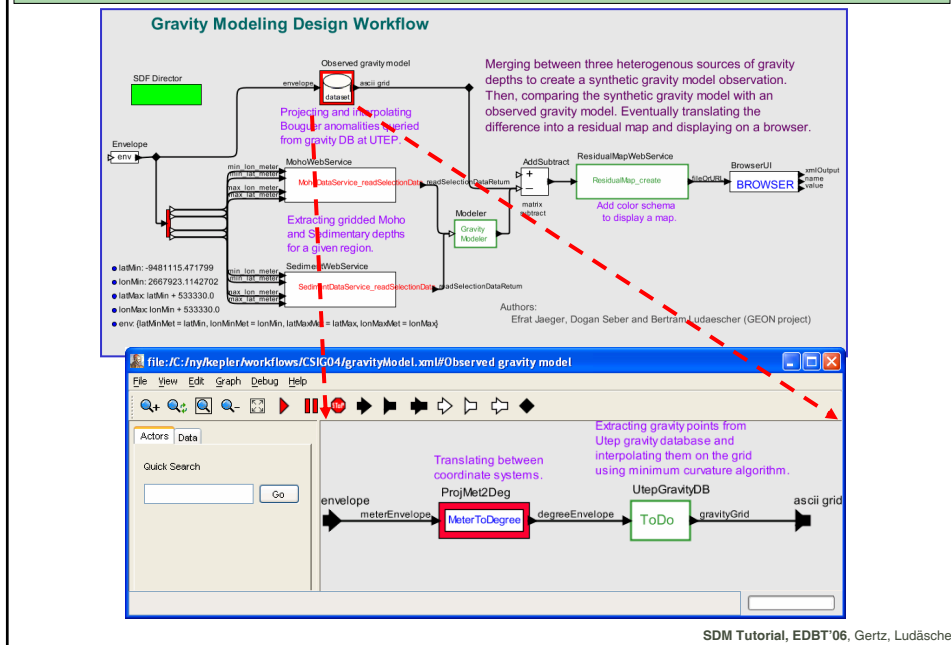 Gravity Modeling Design Workflow
SDF Director
Observed gravity model
envelope
ascii grid
dataset
Projecting and interpolating
Bouguer anomalities queried
from gravity DB at UTEP.
Merging between three heterogenous sources of gravity
depths to create a synthetic gravity model observation.
Then, comparing the synthetic gravity model with an
observed gravity model. Eventually translating the
difference into a residual map and displaying on a browser.
Envelope
env
MohoWebService
min_lon_meter
min_lat_meter
max_lon_meter
max_lat_meter
MohoDataService_readSelectionData
readSelectionDataReturn
Extracting gridded Moho
and Sedimentary depths
for a given region.
Modeler
Gravity
Modeler
AddSubtract
+
–
matrix
subtract
ResidualMapWebService
ResidualMap_create
fileOrURL
Add color schema
to display a map.
BrowserUI
BROWSER
xmlOutput
name
value
SedimentWebService
min_lon_meter
min_lat_meter
max_lon_meter
max_lat_meter
SedimentDataService_readSelectionData
readSelectionDataReturn
latMin: -9481115.471799
lonMin: 2667923.1142702
latMax: latMin + 533330.0
lonMax: lonMin + 533330.0
env: {latMinMet = latMin, lonMinMet = lonMin, latMaxMet = latMax, lonMaxMet = lonMax}
Authors:
Efrat Jaeger, Dogan Seber and Bertram Ludaescher (GEON project)
file:/C:/ny/kepler/workflows/CSIG04/gravityModel.xml#Observed gravity model
File View Edit Graph Debug Help
STOP
Actors Data
Quick Search
Go
Translating between
coordinate systems.
Extracting gravity points from
Utep gravity database and
interpolating them on the grid
using minimum curvature algorithm.
envelope
meterEnvelope
ProjMet2Deg
MeterToDegree
degreeEnvelope
UtepGravityDB
ToDo
gravityGrid
ascii grid
SDM Tutorial, EDBT'06, Gertz, Ludäsche